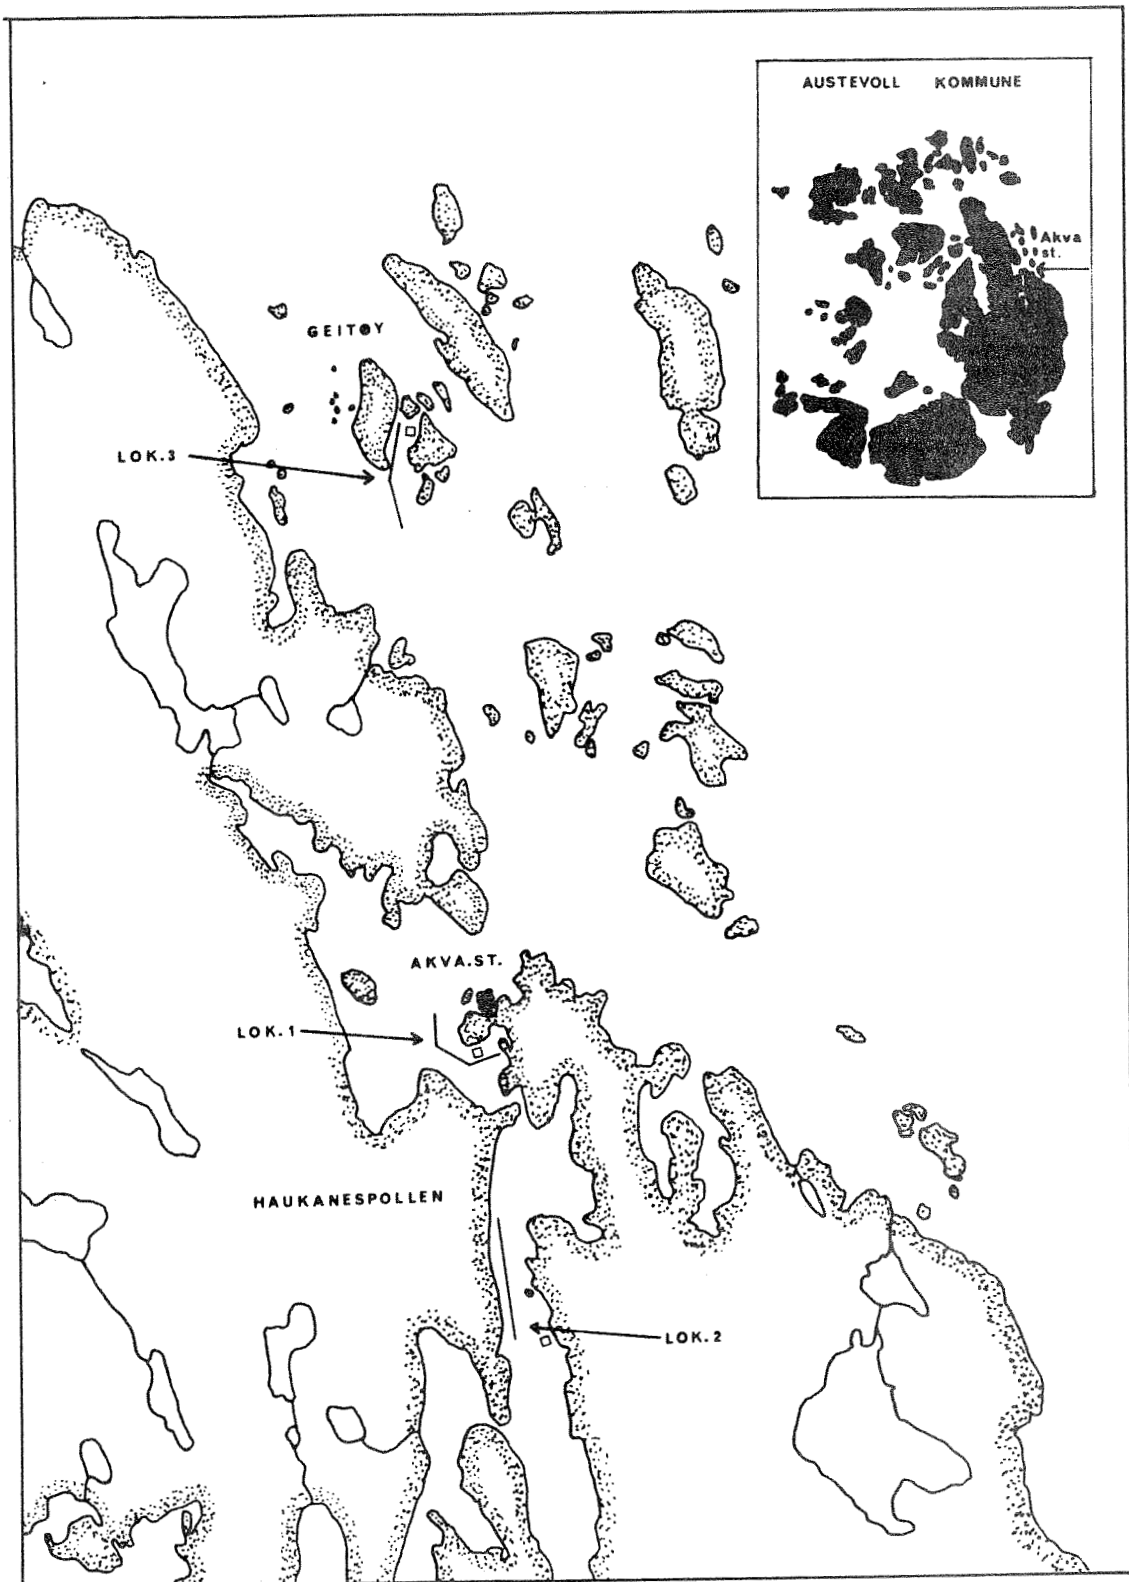 AUSTEVOLL KOMMUNE
Akva
st.
GEITØY
LOK.3
AKVA.ST.
LOK.1
HAUKANESPOLLEN
LOK.2